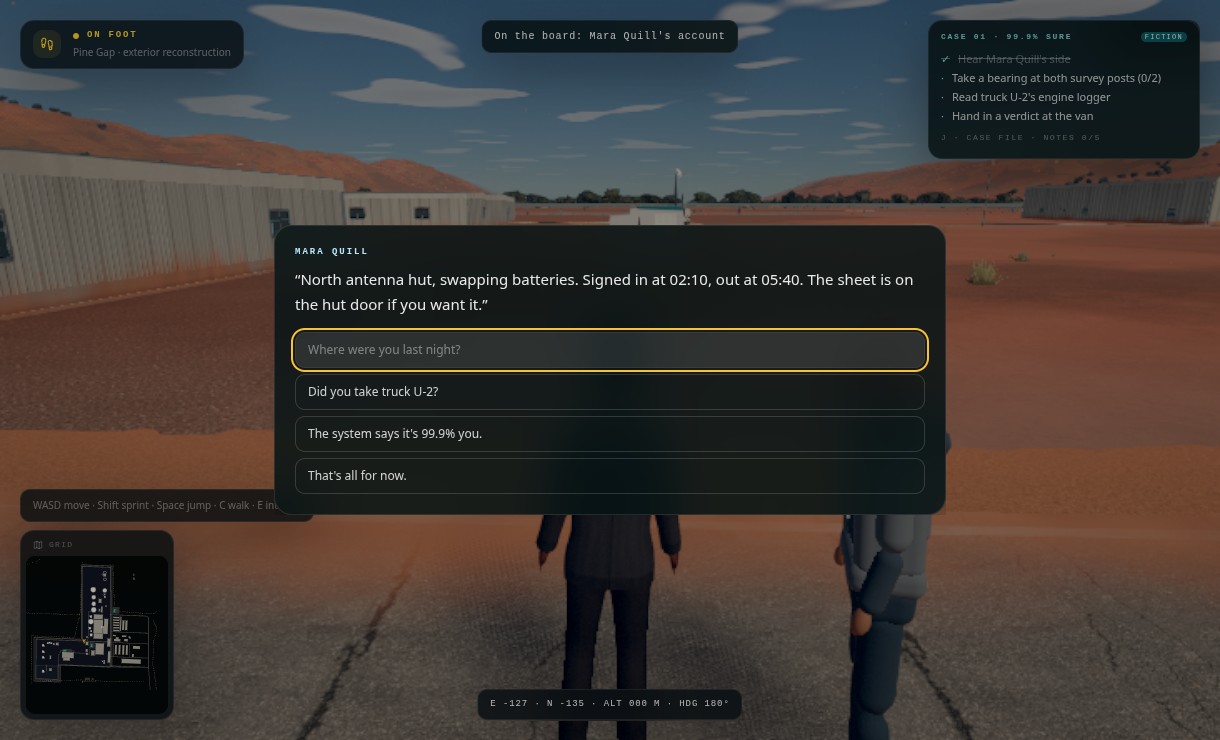 ON FOOT
Pine Gap · exterior reconstruction
On the board: Mara Quill's account
CASE 01 · 99.9% SURE
FICTION
✓ Hear Mara Quill's side
· Take a bearing at both survey posts (0/2)
· Read truck U-2's engine logger
· Hand in a verdict at the van
J · CASE FILE · NOTES 0/5
MARA QUILL
“North antenna hut, swapping batteries. Signed in at 02:10, out at 05:40. The sheet is on
the hut door if you want it.”
Where were you last night?
Did you take truck U-2?
The system says it's 99.9% you.
That's all for now.
WASD move · Shift sprint · Space jump · C walk · E
GRID
E -127 · N -135 · ALT 000 M · HDG 180°